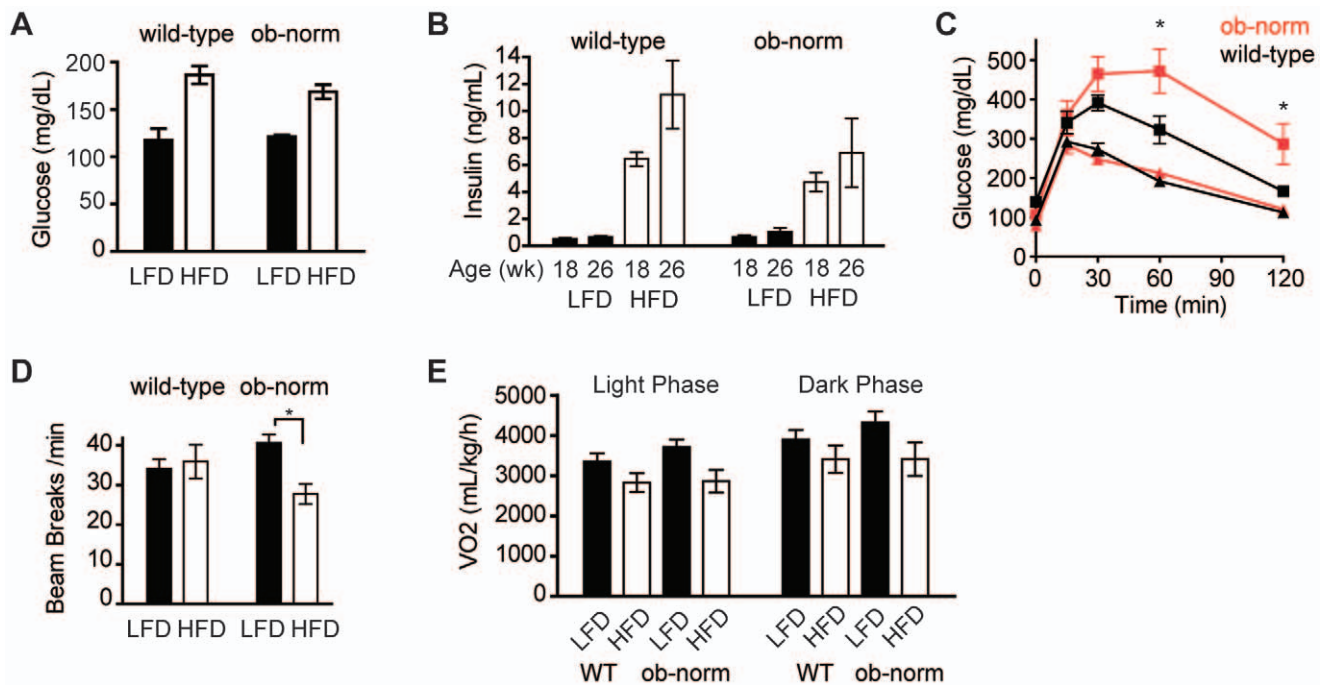 A
wild-type ob-norm
Glucose (mg/dL)
200
150
100
50
0
LFD HFD LFD HFD
B
wild-type ob-norm
Insulin (ng/mL)
14
12
10
8
6
4
2
0
Age (wk) 18 26 18 26 18 26 18 26
LFD HFD LFD HFD
C
ob-norm
wild-type
* *
Glucose (mg/dL)
500
400
300
200
100
0
0 30 60 90 120
Time (min)
D
wild-type ob-norm
*
Beam Breaks /min
40
30
20
10
0
LFD HFD LFD HFD
E
Light Phase Dark Phase
VO2 (mL/kg/h)
5000
4000
3000
2000
1000
0
LFD HFD LFD HFD LFD HFD LFD HFD
WT ob-norm WT ob-norm